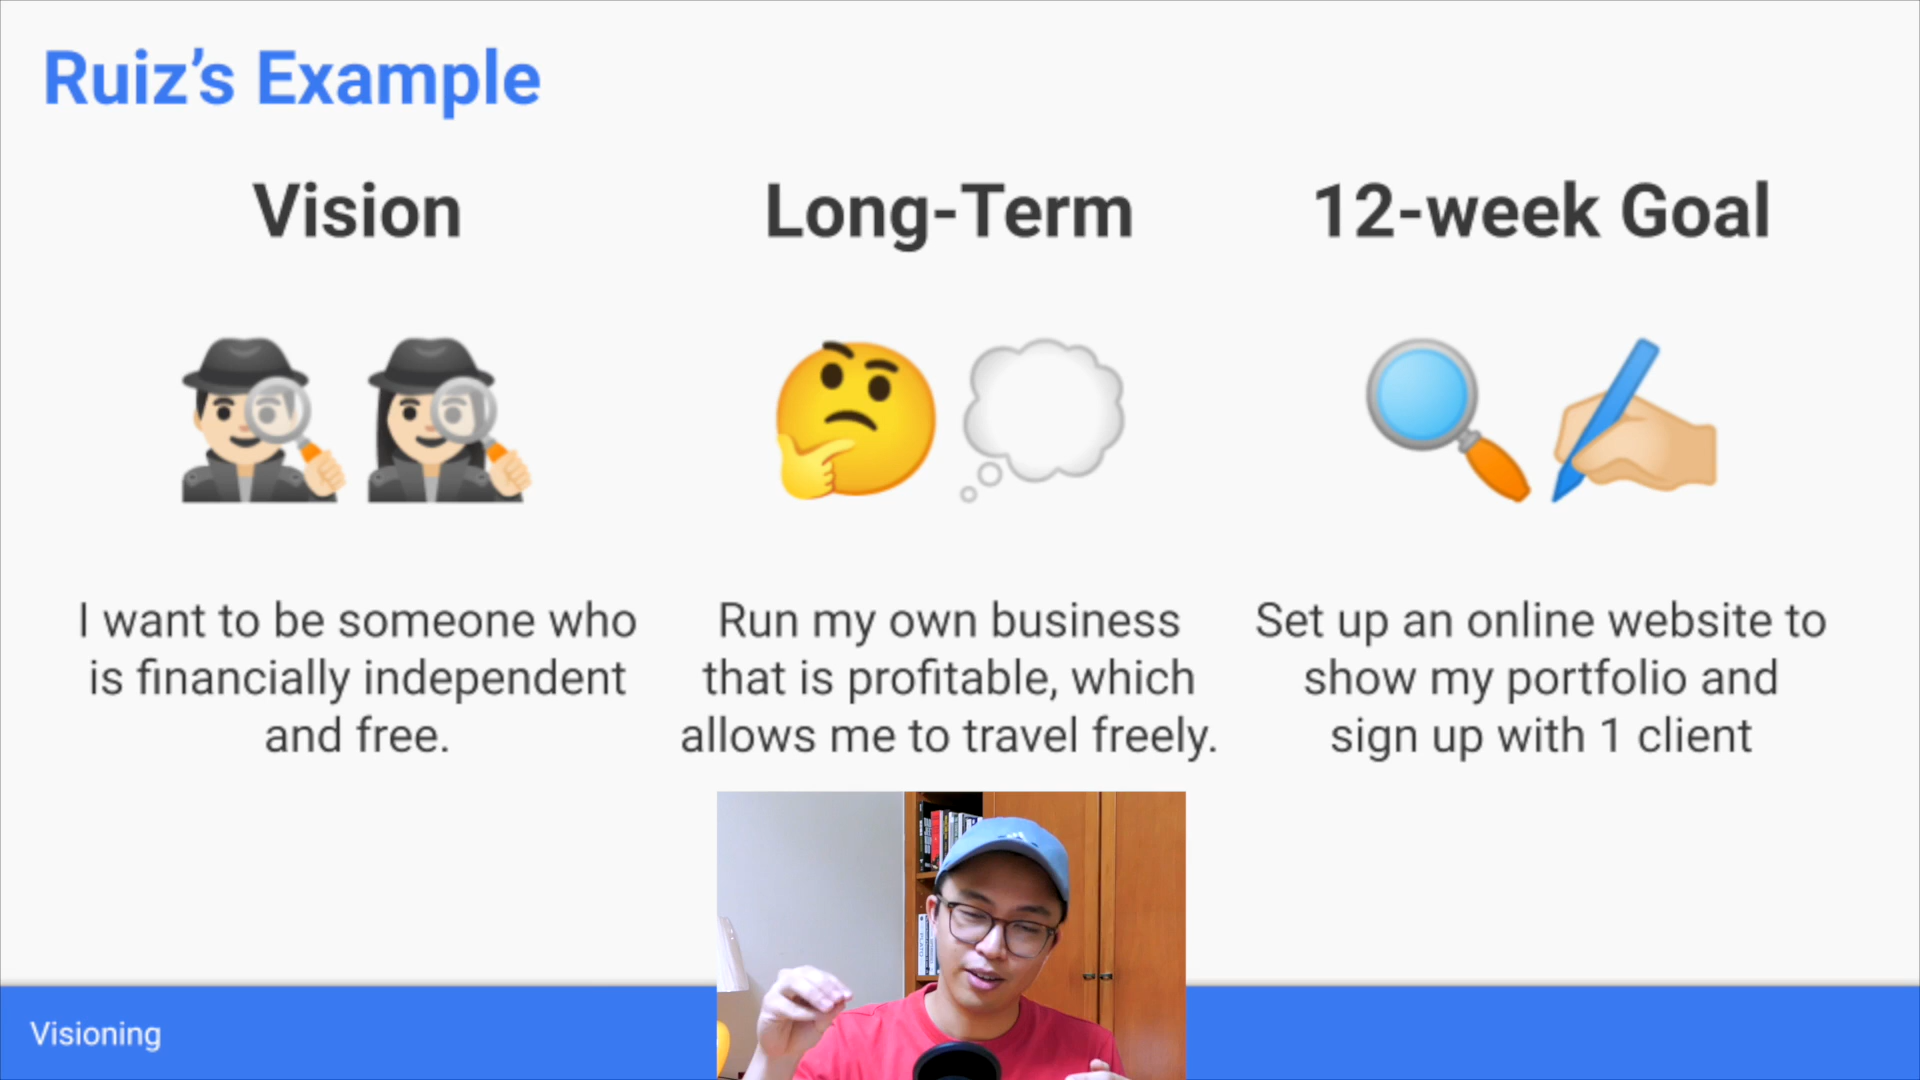 Ruiz’s Example
Vision
I want to be someone who
is financially independent
and free.
Long-Term
Run my own business
that is profitable, which
allows me to travel freely.
12-week Goal
Set up an online website to
show my portfolio and
sign up with 1 client
Visioning